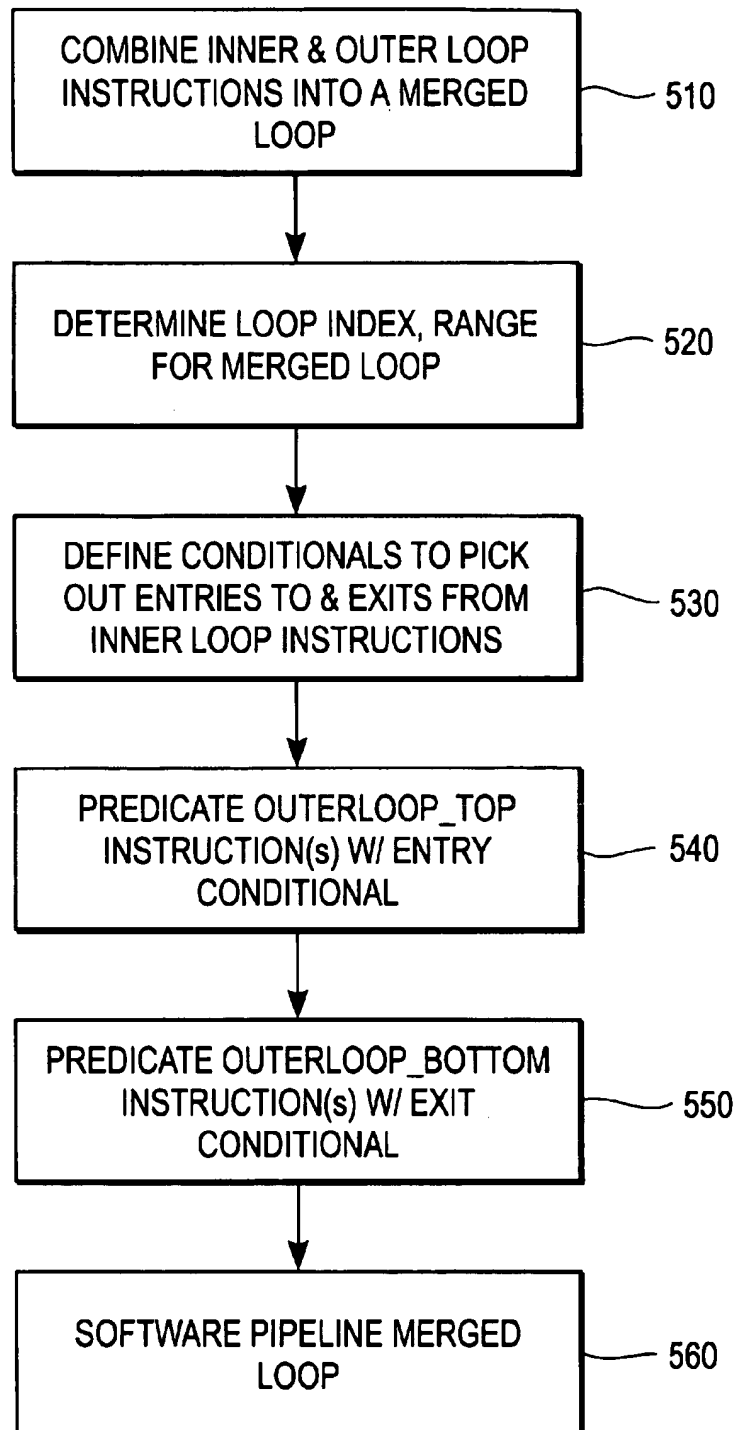 COMBINE INNER & OUTER LOOP
INSTRUCTIONS INTO A MERGED
LOOP
510
DETERMINE LOOP INDEX, RANGE
FOR MERGED LOOP
520
DEFINE CONDITIONALS TO PICK
OUT ENTRIES TO & EXITS FROM
INNER LOOP INSTRUCTIONS
530
PREDICATE OUTERLOOP_TOP
INSTRUCTION(s) W/ ENTRY
CONDITIONAL
540
PREDICATE OUTERLOOP_BOTTOM
INSTRUCTION(s) W/ EXIT
CONDITIONAL
550
SOFTWARE PIPELINE MERGED
LOOP
560